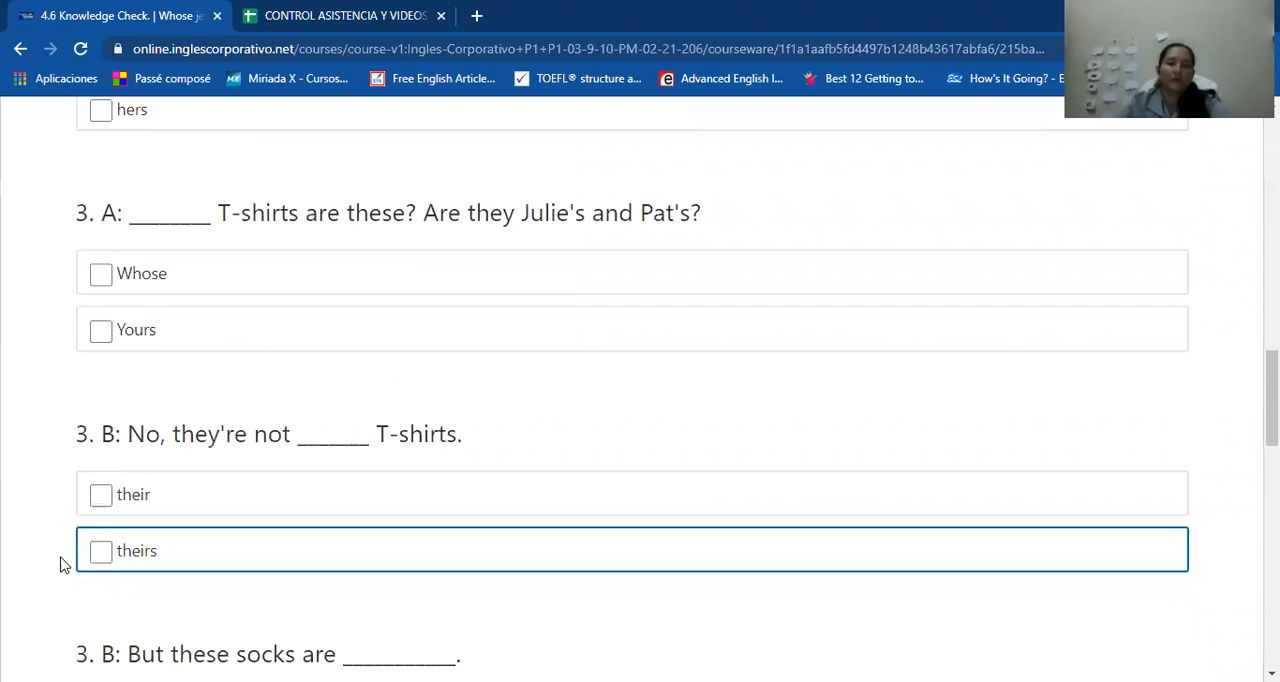 4.6 Knowledge Check. | Whose je
CONTROL ASISTENCIA Y VIDEOS
online.inglescorporativo.net/courses/course-v1:Ingles-Corporativo+P1+P1-03-9-10-PM-02-21-206/courseware/1f1a1aafb5fd4497b1248b43617abfa6/215ba...
Aplicaciones
Passé composé
Miriada X - Cursos...
Free English Article...
TOEFL® structure a...
Advanced English l...
Best 12 Getting to...
How's It Going? - E
hers
3. A: ________ T-shirts are these? Are they Julie's and Pat's?
Whose
Yours
3. B: No, they're not _______ T-shirts.
their
theirs
3. B: But these socks are ___________.